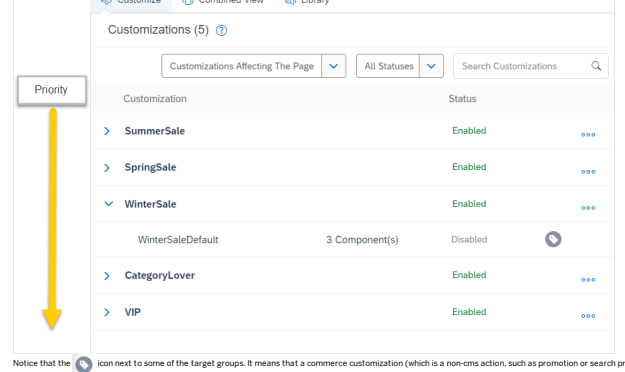 Customize Combined View Library
Customizations (5)
Customizations Affecting The Page All Statuses Search Customizations
Priority
Customization Status
SummerSale Enabled
SpringSale Enabled
WinterSale Enabled
WinterSaleDefault 3 Component(s) Disabled
CategoryLover Enabled
VIP Enabled
Notice that the icon next to some of the target groups. It means that a commerce customization (which is a non-cms action, such as promotion or search pr